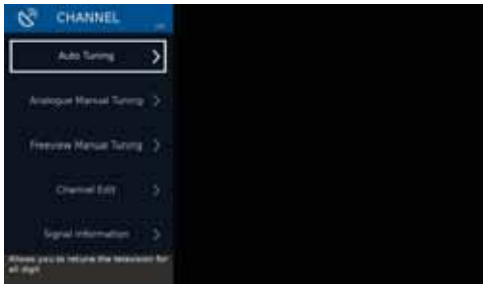 CHANNEL
Auto Tuning
Analogue Manual Tuning
Freeview Manual Tuning
Channel Edit
Signal Information
Allows you to retune the television for
all digit